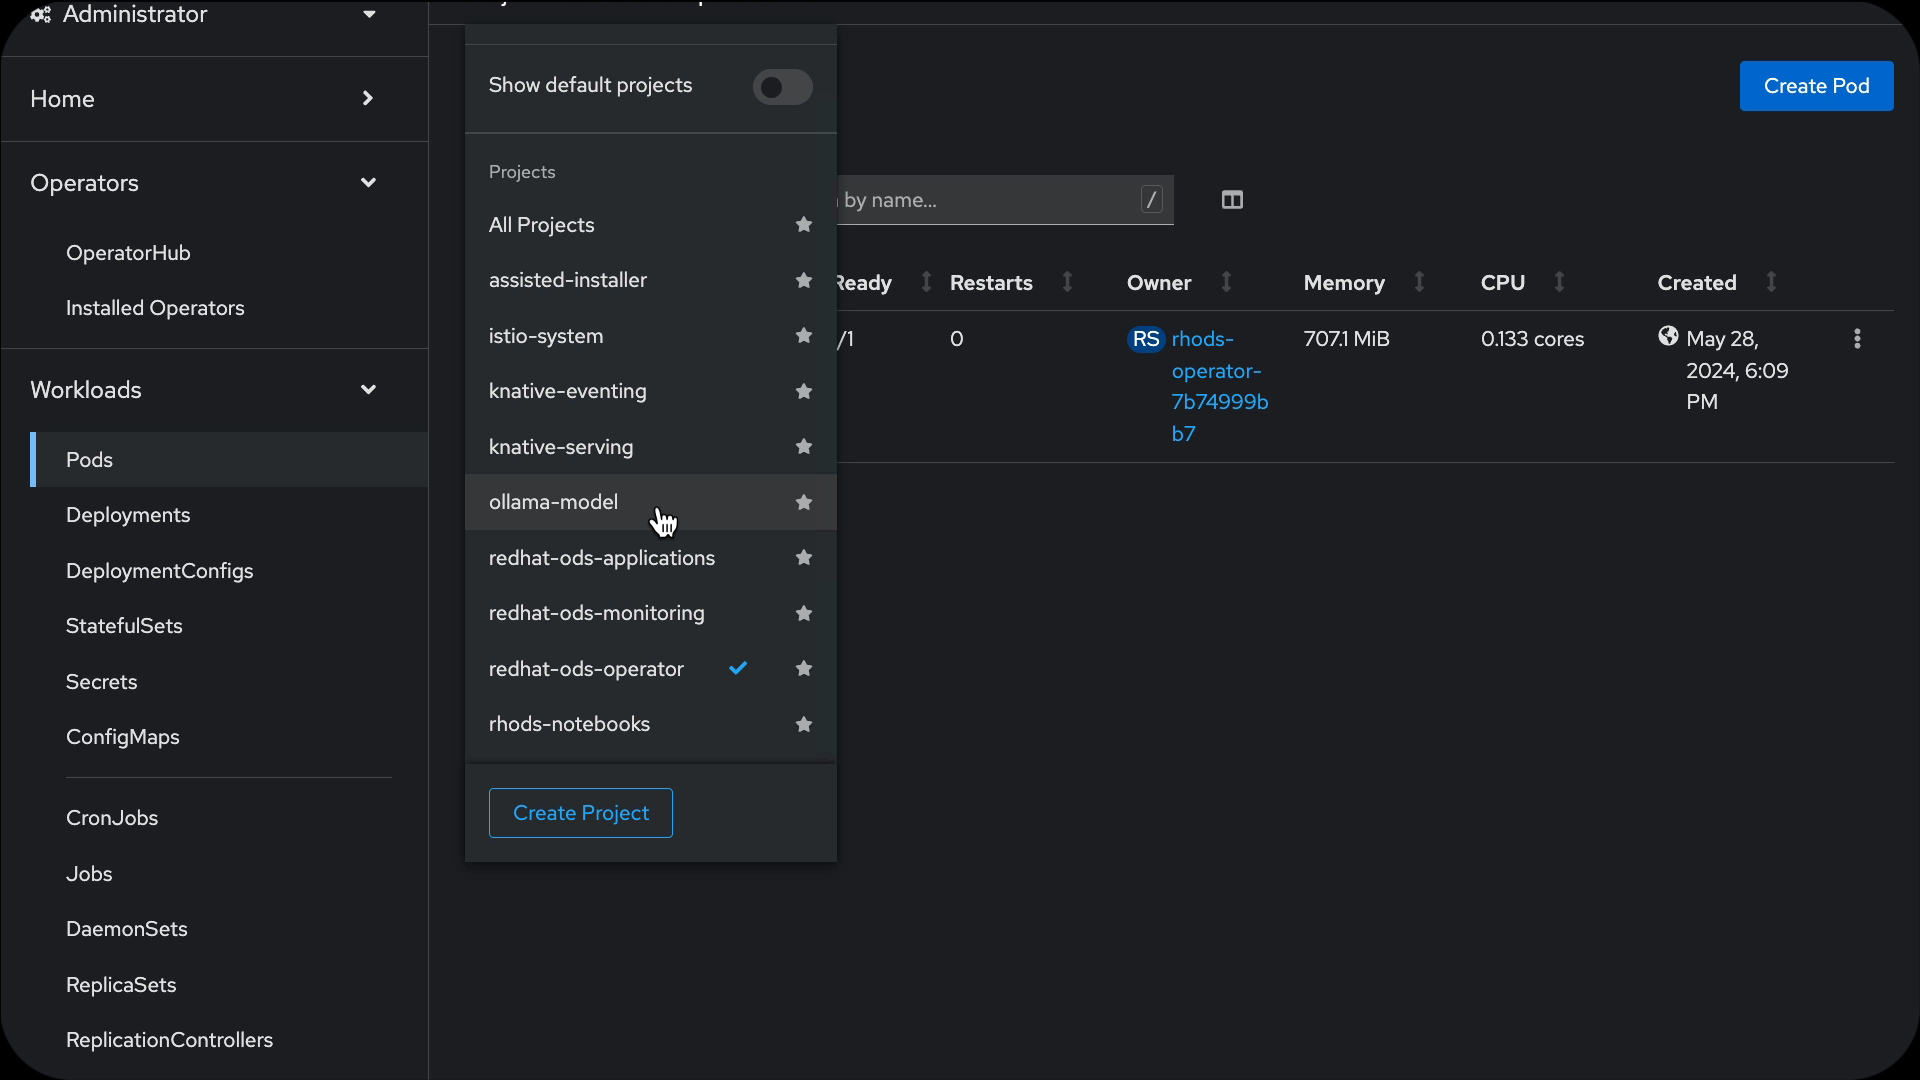 Administrator
Home
Operators
OperatorHub
Installed Operators
Workloads
Pods
Deployments
DeploymentConfigs
StatefulSets
Secrets
ConfigMaps
CronJobs
Jobs
DaemonSets
ReplicaSets
ReplicationControllers
Show default projects
Projects
All Projects
assisted-installer
istio-system
knative-eventing
knative-serving
ollama-model
redhat-ods-applications
redhat-ods-monitoring
redhat-ods-operator
rhods-notebooks
Create Project
Create Pod
by name... /
Ready Restarts Owner Memory CPU Created
/1 0 RS rhods- 707.1 MiB 0.133 cores May 28,
operator- 2024, 6:09
7b74999b PM
b7